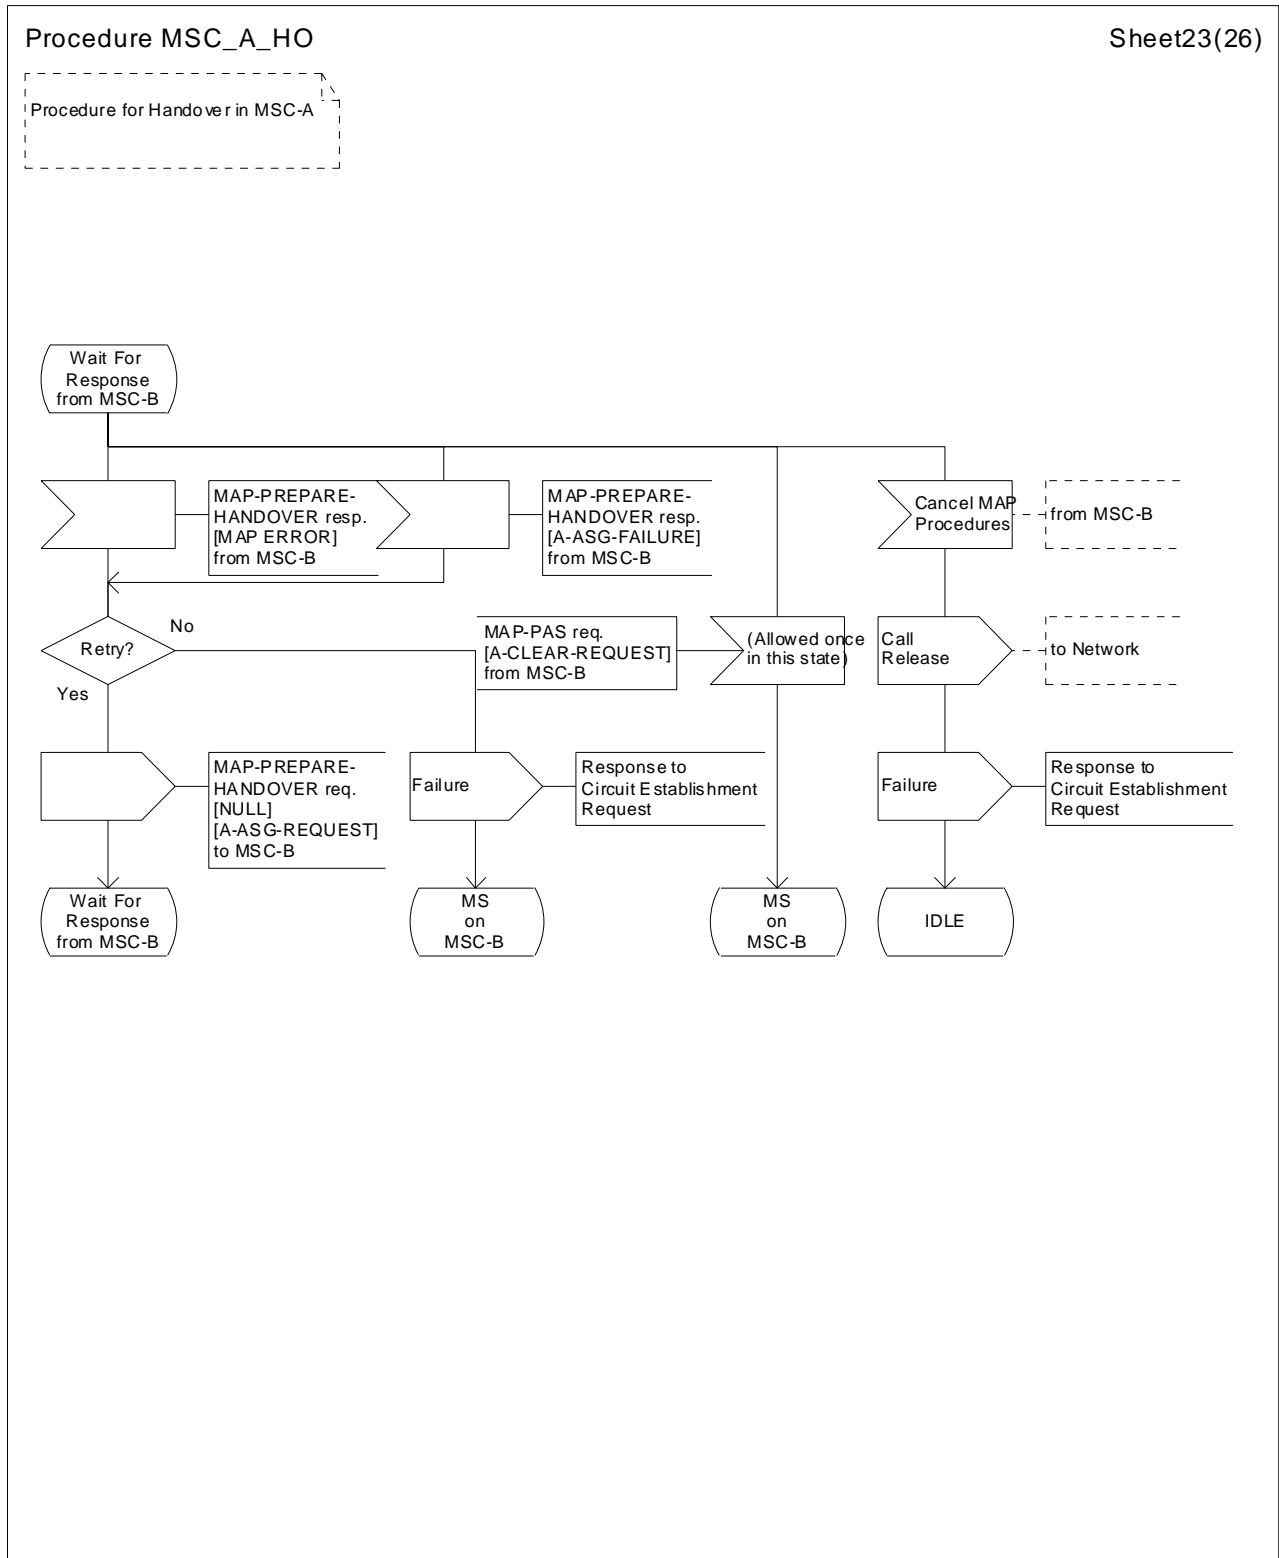 Procedure MSC_A_HO
Sheet23(26)
Procedure for Handover in MSC-A
Wait For
Response
from MSC-B
MAP-PREPARE-
HANDOVER resp.
[MAP ERROR]
from MSC-B
MAP-PREPARE-
HANDOVER resp.
[A-ASG-FAILURE]
from MSC-B
Cancel MAP
Procedures
from MSC-B
Retry?
No
Yes
MAP-PAS req.
[A-CLEAR-REQUEST]
from MSC-B
(Allowed once
in this state)
Call
Release
to Network
MAP-PREPARE-
HANDOVER req.
[NULL]
[A-ASG-REQUEST]
to MSC-B
Failure
Response to
Circuit Establishment
Request
Failure
Response to
Circuit Establishment
Request
Wait For
Response
from MSC-B
MS
on
MSC-B
MS
on
MSC-B
IDLE